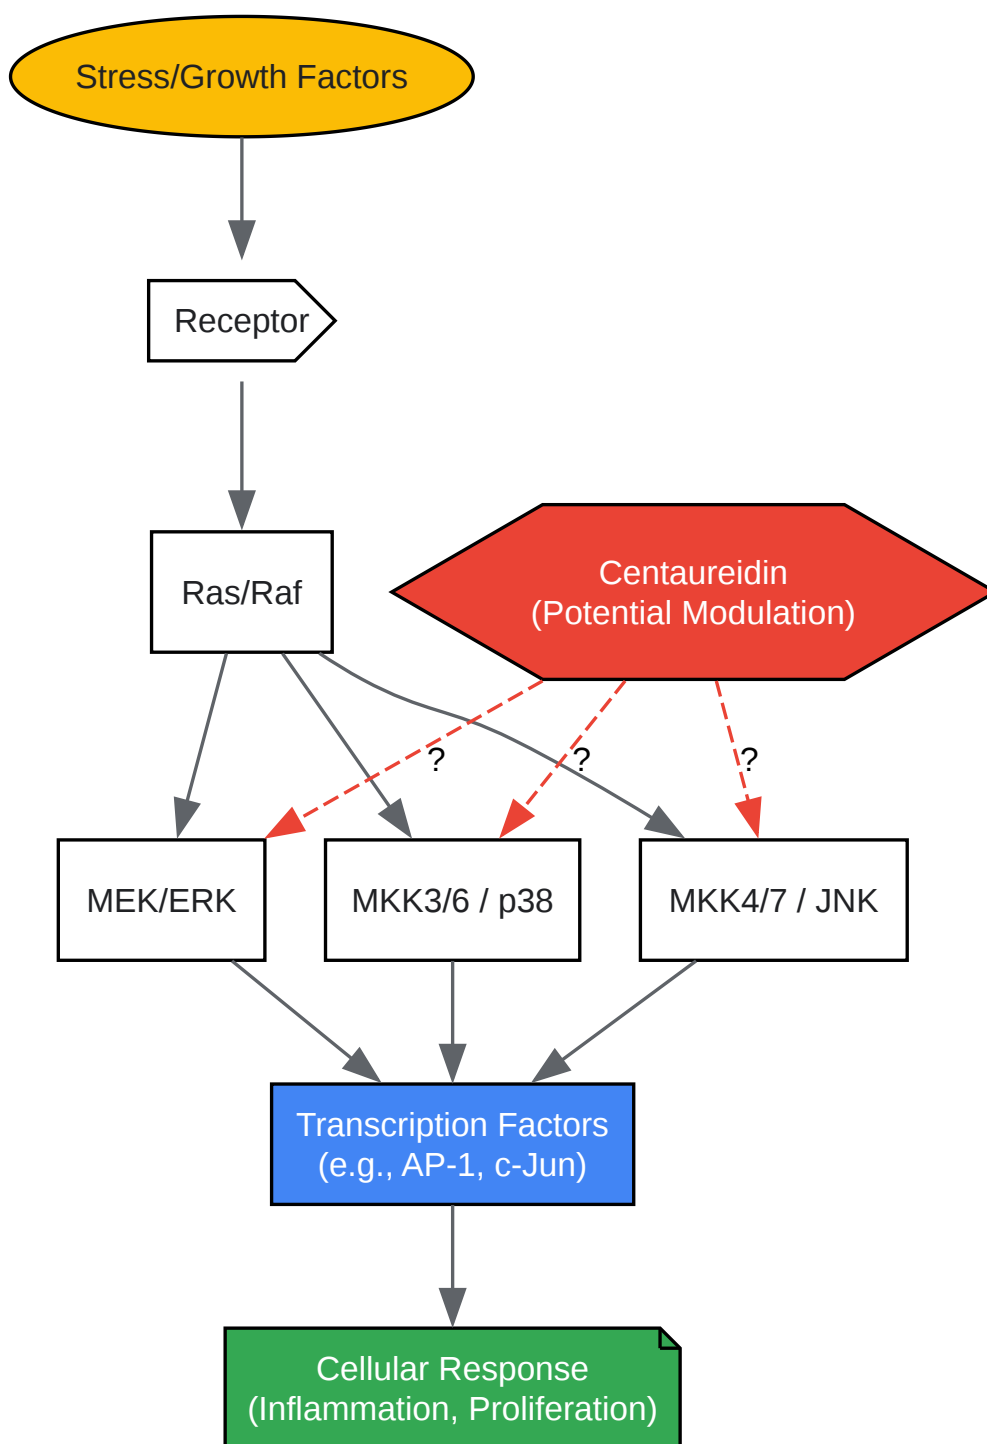 Stress/Growth Factors
Receptor
Ras/Raf
Centaureidin
(Potential Modulation)
?
?
?
MEK/ERK
MKK3/6 / p38
MKK4/7 / JNK
Transcription Factors
(e.g., AP-1, c-Jun)
Cellular Response
(Inflammation, Proliferation)